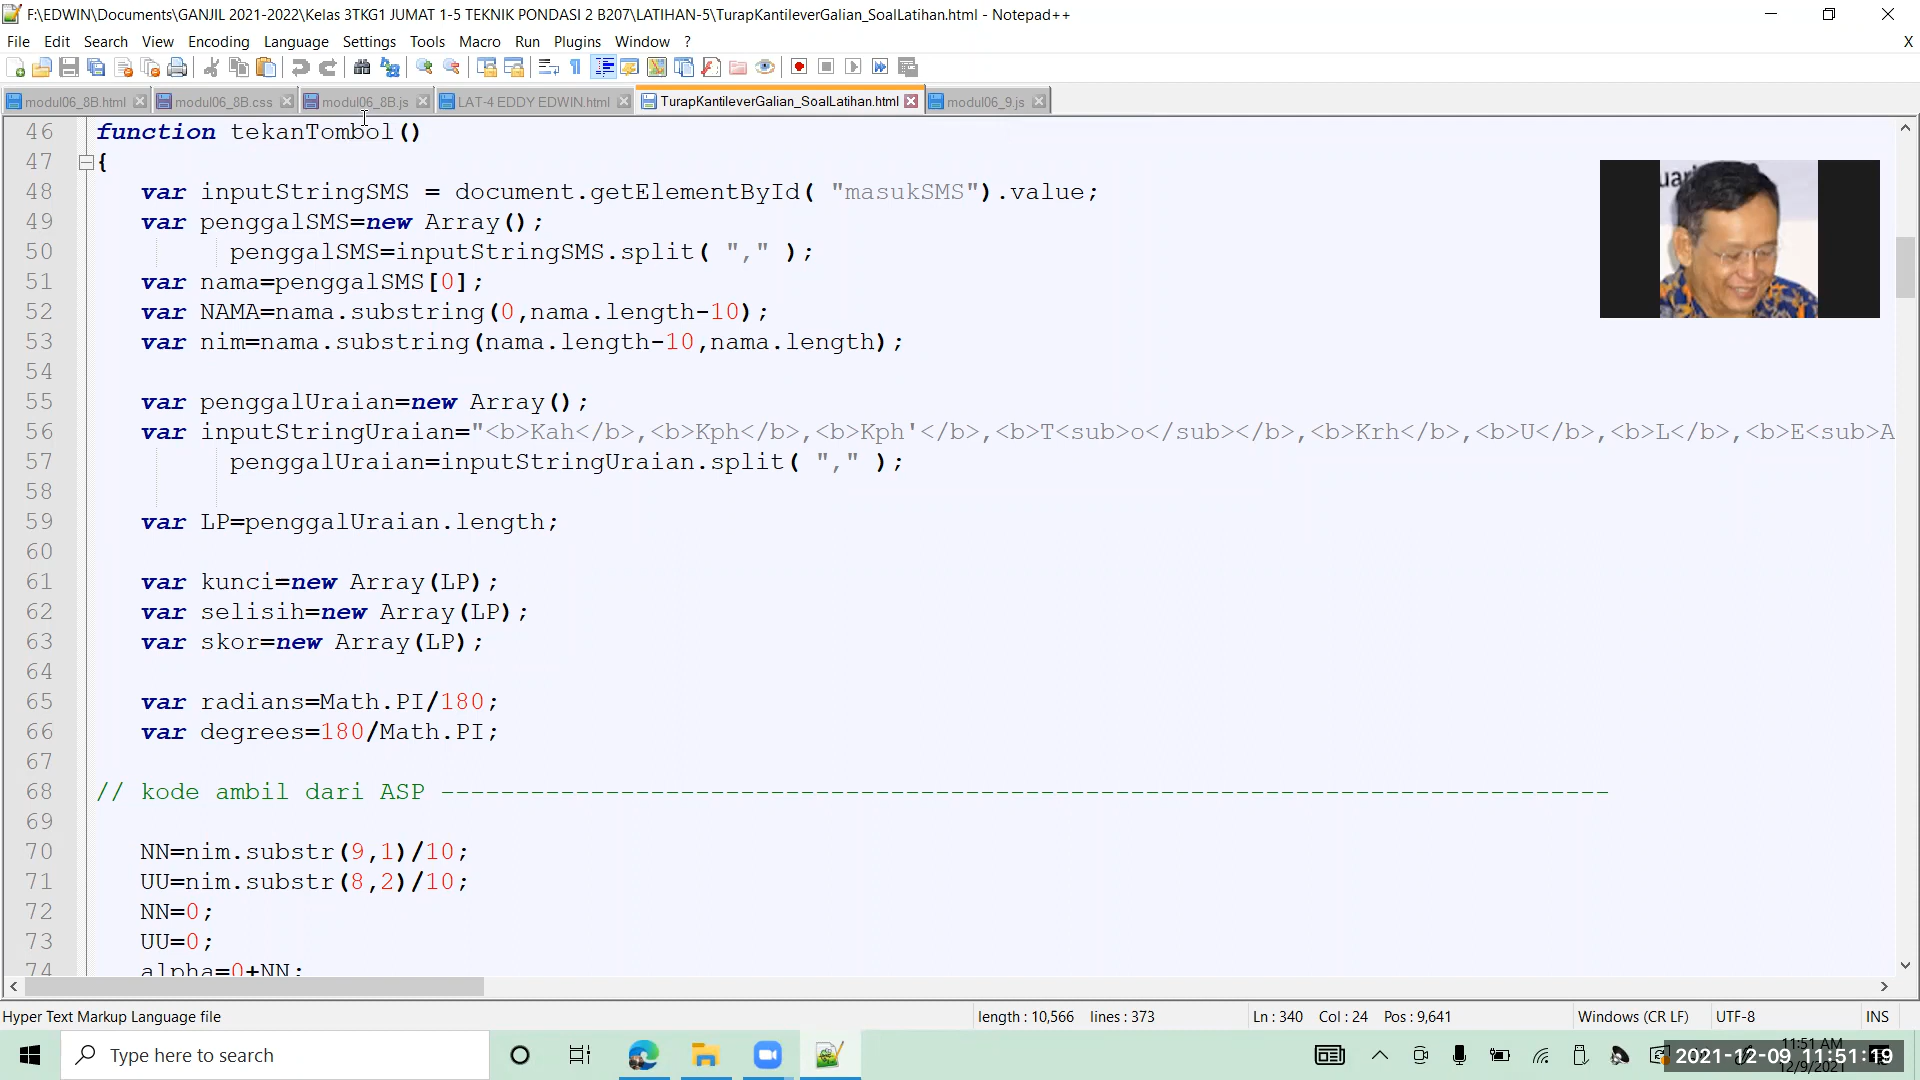 F:\EDWIN\Documents\GANJIL 2021-2022\Kelas 3TKG1 JUMAT 1-5 TEKNIK PONDASI 2 B207\LATIHAN-5\TurapKantileverGalian_SoalLatihan.html - Notepad++
File Edit Search View Encoding Language Settings Tools Macro Run Plugins Window ? X
modul06_8B.html modul06_8B.css modul06_8B.js LAT-4 EDDY EDWIN.html TurapKantileverGalian_SoalLatihan.html modul06_9.js
46 function tekanTombol()
47 {
48 var inputStringSMS = document.getElementById( "masukSMS").value;
49 var penggalSMS=new Array();
50 penggalSMS=inputStringSMS.split( "," );
51 var nama=penggalSMS[0];
52 var NAMA=nama.substring(0,nama.length-10);
53 var nim=nama.substring(nama.length-10,nama.length);
54
55 var penggalUraian=new Array();
56 var inputStringUraian="<b>Kah</b>,<b>Kph</b>,<b>Kph'</b>,<b>T<sub>o</sub></b>,<b>Krh</b>,<b>U</b>,<b>L</b>,<b>E<sub>A
57 penggalUraian=inputStringUraian.split( "," );
58
59 var LP=penggalUraian.length;
60
61 var kunci=new Array(LP);
62 var selisih=new Array(LP);
63 var skor=new Array(LP);
64
65 var radians=Math.PI/180;
66 var degrees=180/Math.PI;
67
68 // kode ambil dari ASP ------------------------------------------------------------------------------
69
70 NN=nim.substr(9,1)/10;
71 UU=nim.substr(8,2)/10;
72 NN=0;
73 UU=0;
74 alpha=0+NN;
Hyper Text Markup Language file length : 10,566 lines : 373 Ln : 340 Col : 24 Pos : 9,641 Windows (CR LF) UTF-8 INS
Type here to search
11:51 AM
2021-12-09 11:51:19
12/9/2021